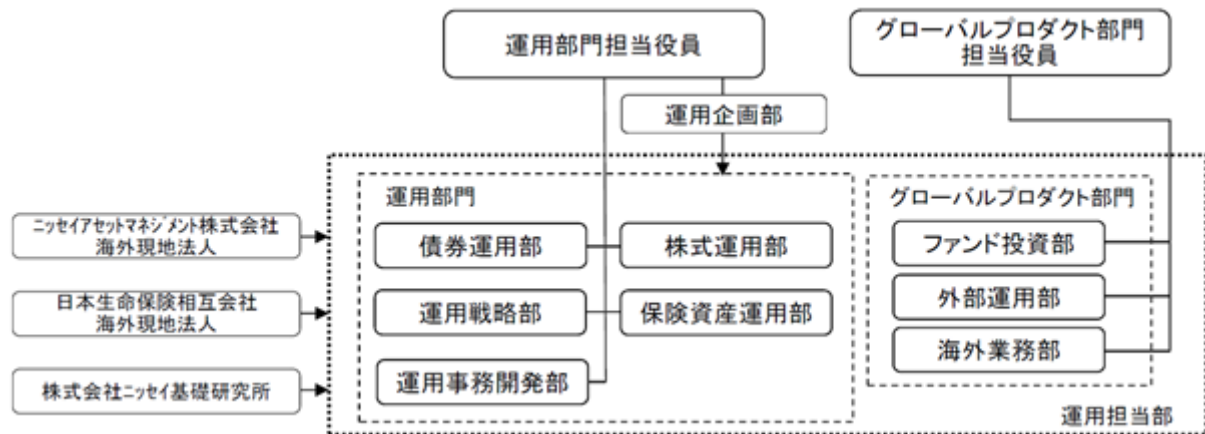 運用部門担当役員
グローバルプロダクト部門
担当役員
運用企画部
運用部門
グローバルプロダクト部門
ニッセイアセットマネジメント株式会社
海外現地法人
債券運用部
株式運用部
ファンド投資部
日本生命保険相互会社
海外現地法人
運用戦略部
保険資産運用部
外部運用部
海外業務部
株式会社ニッセイ基礎研究所
運用事務開発部
運用担当部